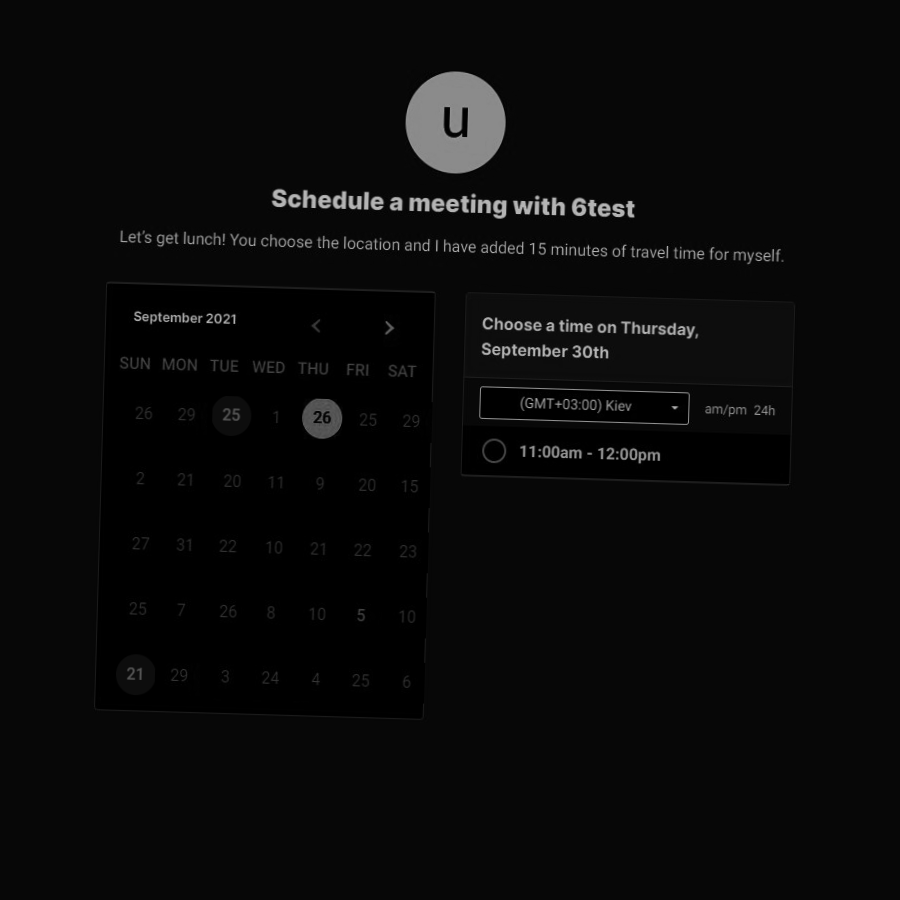 u
Schedule a meeting with 6test
Let's get lunch! You choose the location and I have added 15 minutes of travel time for myself.
September 2021
SUN MON TUE WED THU FRI SAT
26 29 25 1 26 25 29
2 21 20 11 9 20 15
27 31 22 10 21 22 23
25 7 26 8 10 5 10
21 29 3 24 4 25 6
Choose a time on Thursday,
September 30th
(GMT+03:00) Kiev
am/pm 24h
11:00am - 12:00pm